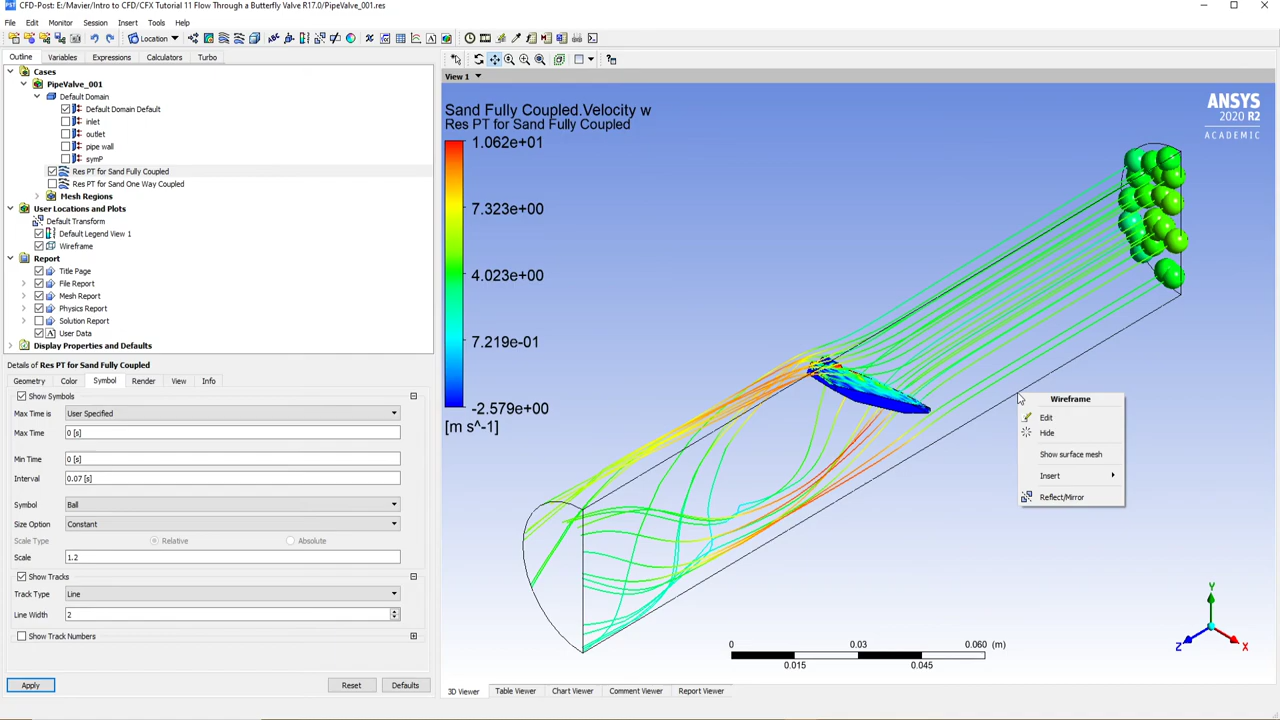 CFD-Post: E:/Mavier/Intro to CFD/CFX Tutorial 11 Flow Through a Butterfly Valve R17.0/PipeValve_001.res
File Edit Monitor Session Insert Tools Help
Location
Outline Variables Expressions Calculators Turbo
Cases
PipeValve_001
Default Domain
Default Domain Default
inlet
outlet
pipe wall
symP
Res PT for Sand Fully Coupled
Res PT for Sand One Way Coupled
Mesh Regions
User Locations and Plots
Default Transform
Default Legend View 1
Wireframe
Report
Title Page
File Report
Mesh Report
Physics Report
Solution Report
User Data
Display Properties and Defaults
Details of Res PT for Sand Fully Coupled
Geometry Color Symbol Render View Info
Show Symbols
Max Time is User Specified
Max Time 0 [s]
Min Time 0 [s]
Interval 0.07 [s]
Symbol Ball
Size Option Constant
Scale Type Relative Absolute
Scale 1.2
Show Tracks
Track Type Line
Line Width 2
Show Track Numbers
Apply Reset Defaults
View 1
Sand Fully Coupled.Velocity w
Res PT for Sand Fully Coupled
1.062e+01
7.323e+00
4.023e+00
7.219e-01
-2.579e+00
[m s^-1]
ANSYS
2020 R2
ACADEMIC
Wireframe
Edit
Hide
Show surface mesh
Insert
Reflect/Mirror
Y
Z X
0 0.03 0.060 (m)
0.015 0.045
3D Viewer Table Viewer Chart Viewer Comment Viewer Report Viewer